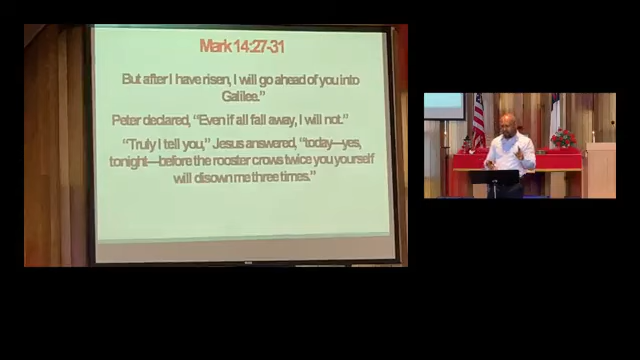 Mark 14:27-31
But after I have risen, I will go ahead of you into
Galilee.”
Peter declared, “Even if all fall away, I will not.”
“Truly I tell you,” Jesus answered, “today—yes,
tonight—before the rooster crows twice you yourself
will disown me three times.”